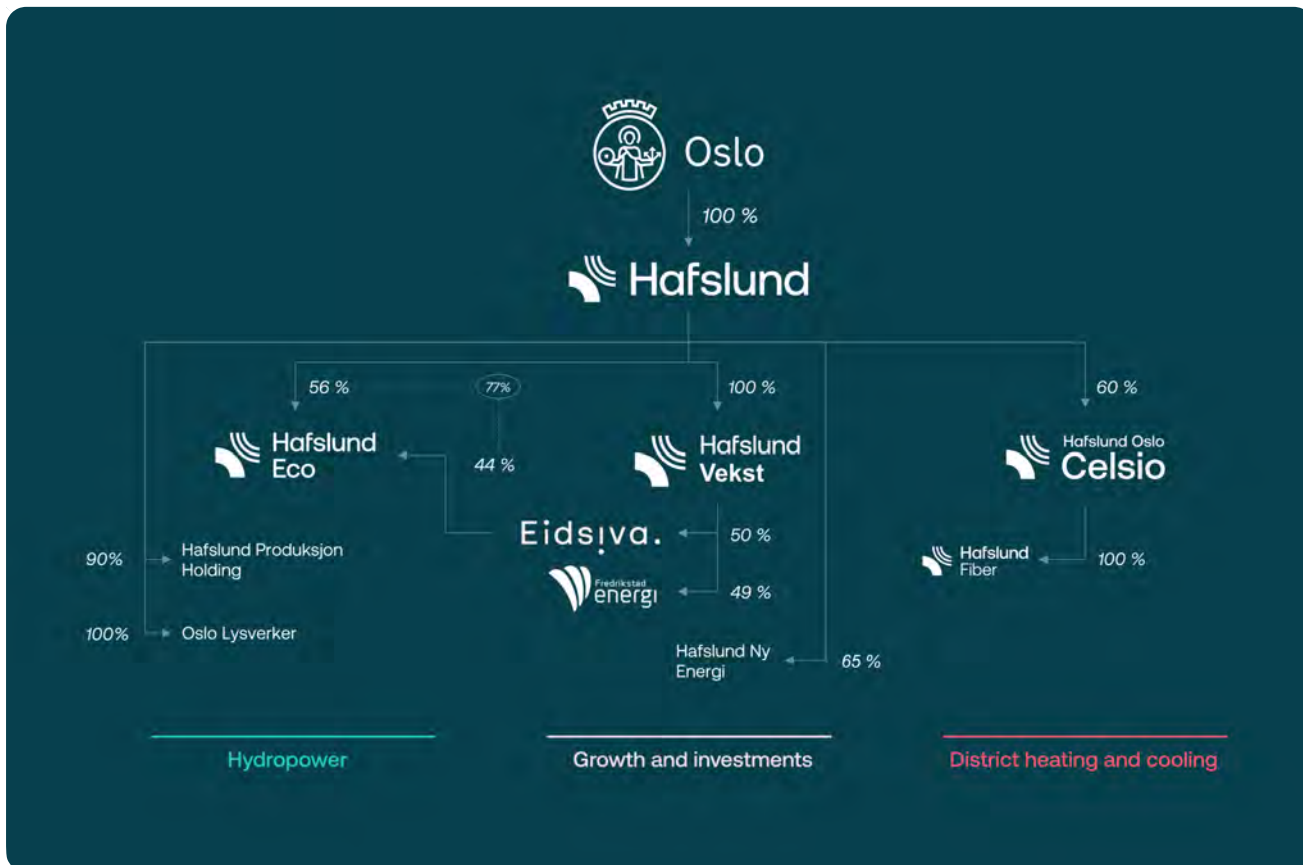 Oslo
100 %
Hafslund
56 %
77%
100 %
60 %
Hafslund
Eco
44 %
Hafslund
Vekst
Hafslund Oslo
Celsio
Eidsiva.
50 %
90%
Hafslund Produksjon
Holding
Hafslund
Fiber
100 %
Fredrikstad
energi
49 %
100%
Oslo Lysverker
Hafslund Ny
Energi
65 %
Hydropower
Growth and investments
District heating and cooling